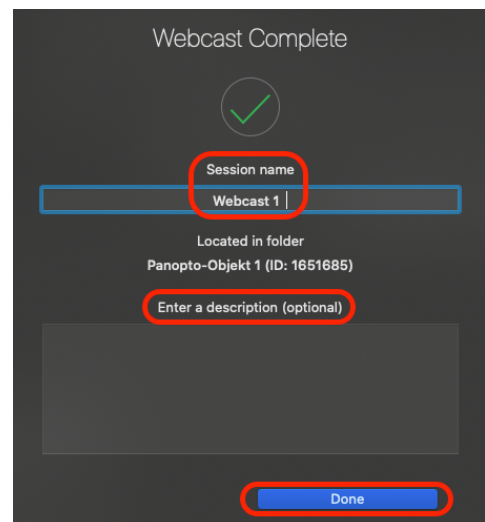 Webcast Complete
Session name
Webcast 1
Located in folder
Panopto-Objekt 1 (ID: 1651685)
Enter a description (optional)
Done